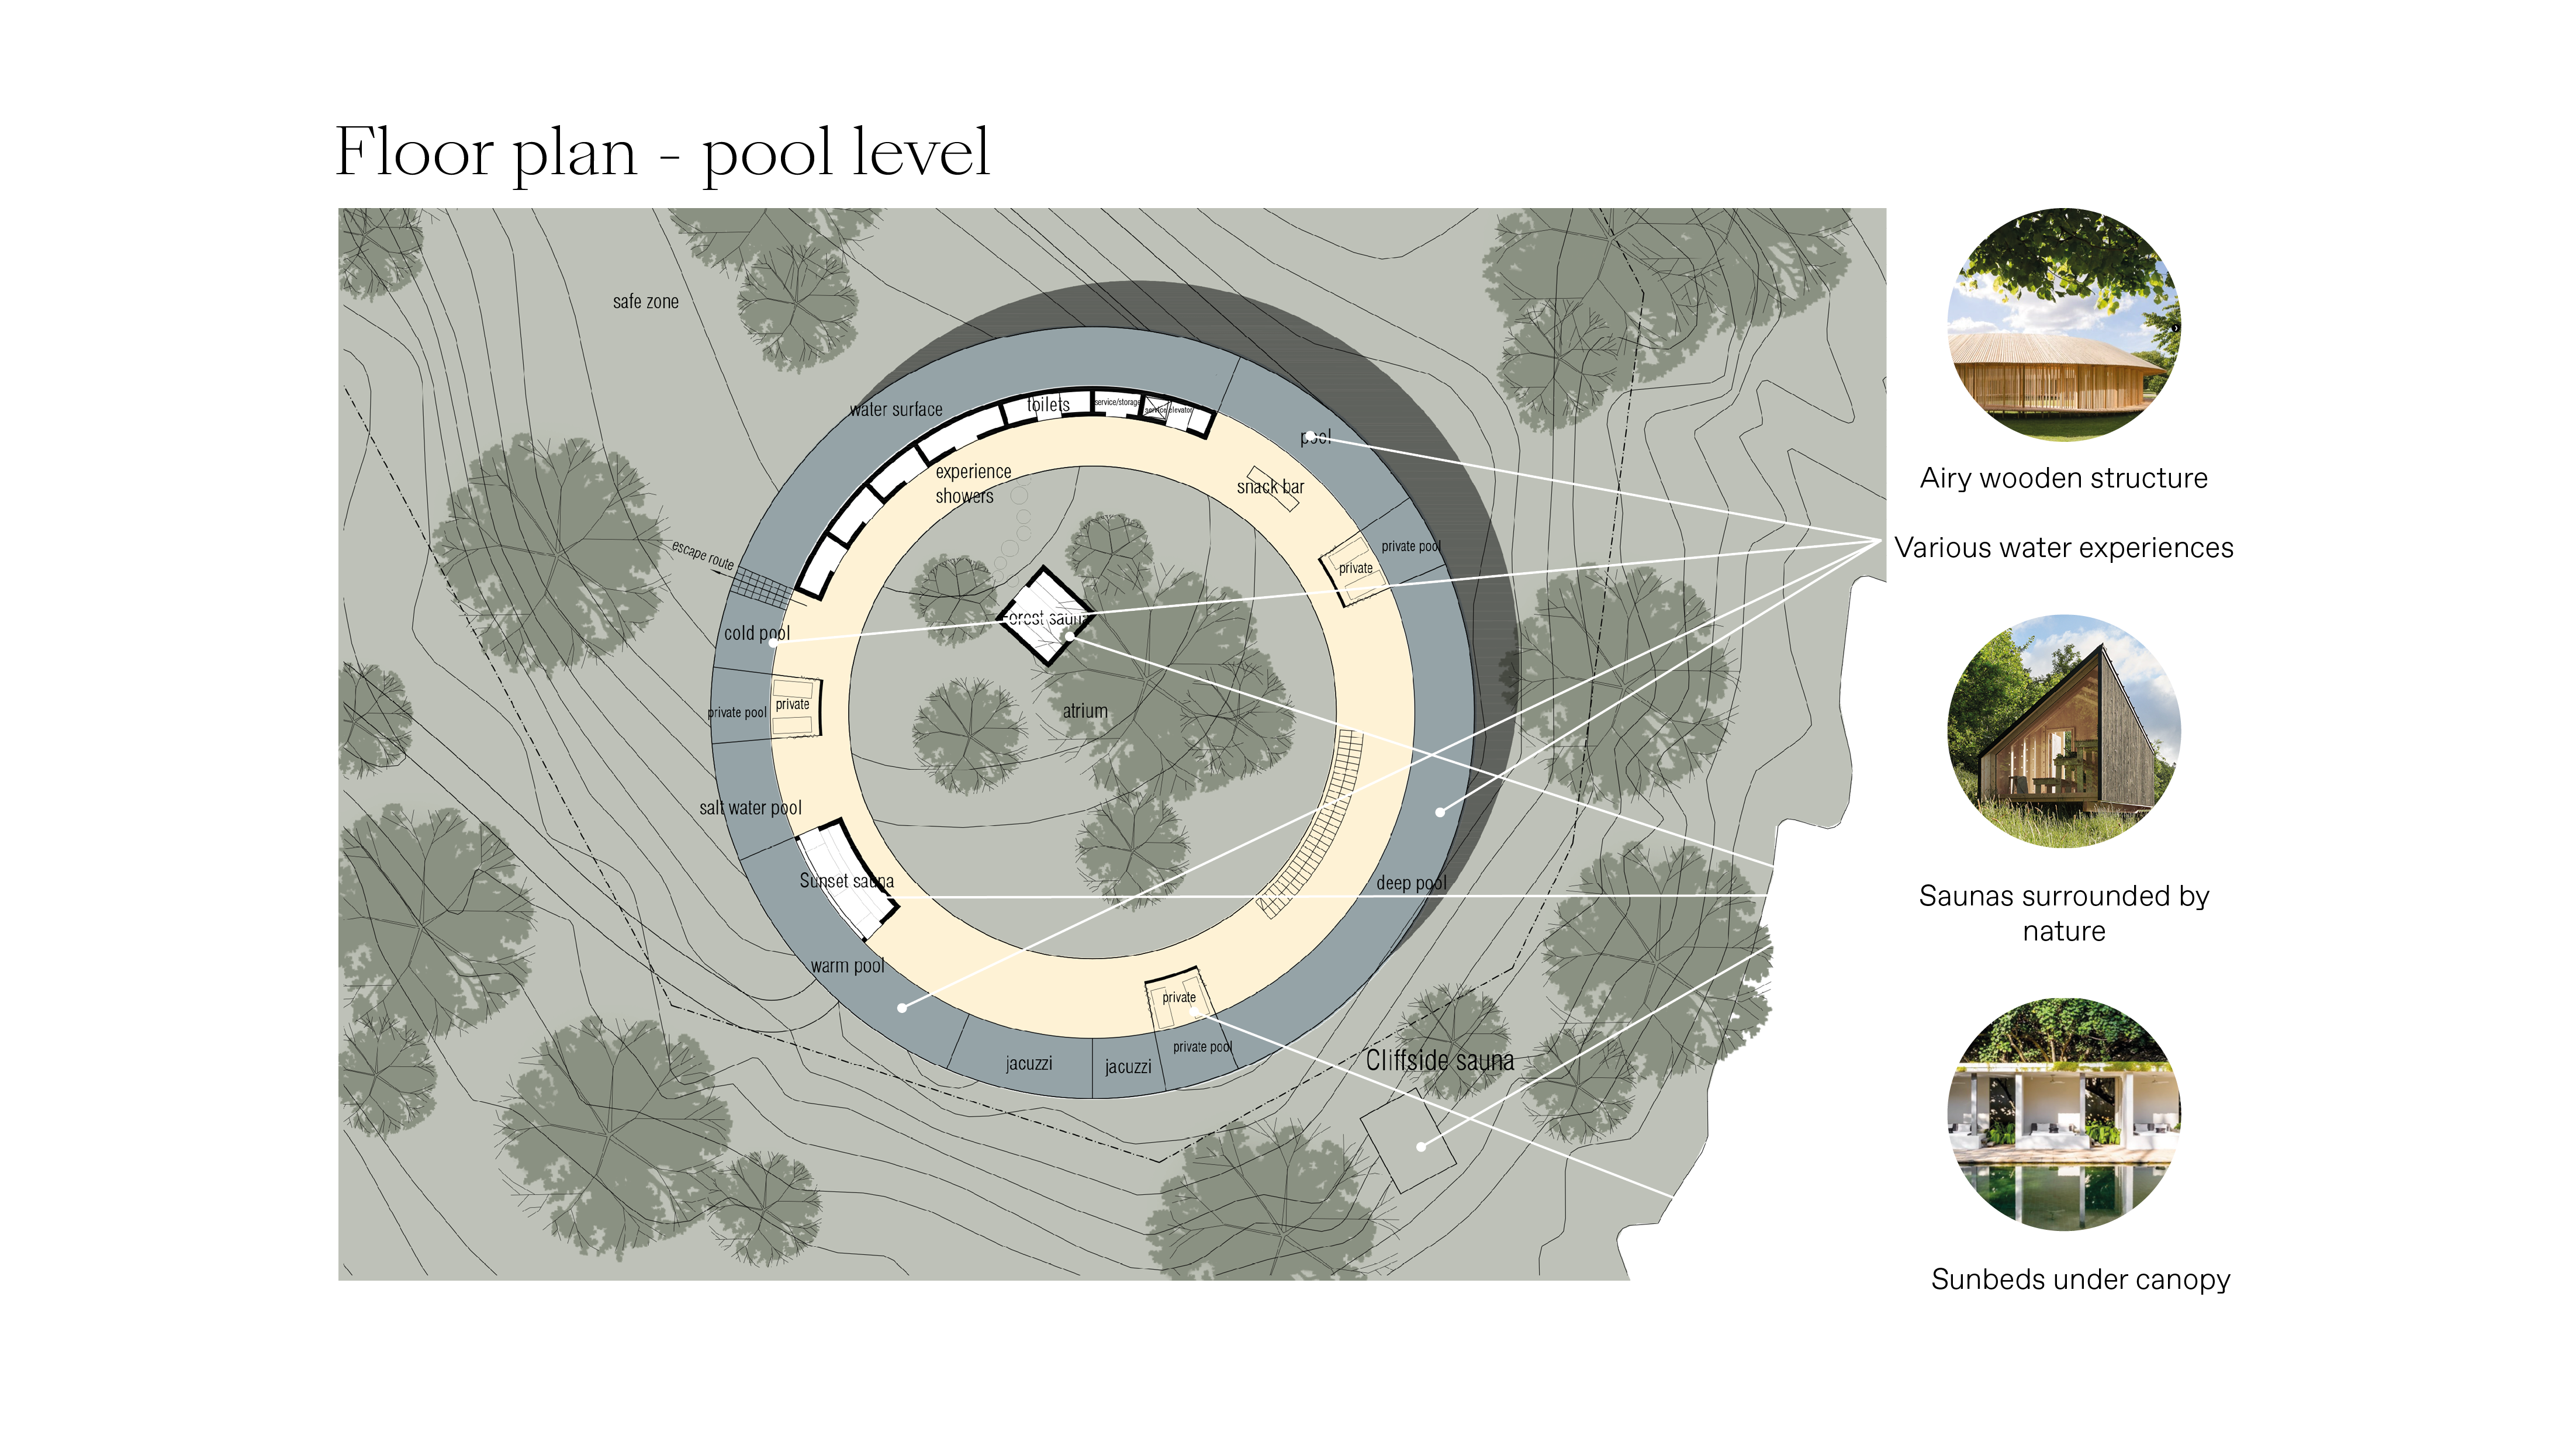 Floor plan - pool level
safe zone
water surface
toilets
service/storage
service elevator
pool
experience
showers
snack bar
escape route
private pool
private
cold pool
forest sauna
private pool
private
atrium
salt water pool
Sunset sauna
deep pool
warm pool
private
private pool
jacuzzi
jacuzzi
Cliffside sauna
Airy wooden structure
Various water experiences
Saunas surrounded by
nature
Sunbeds under canopy